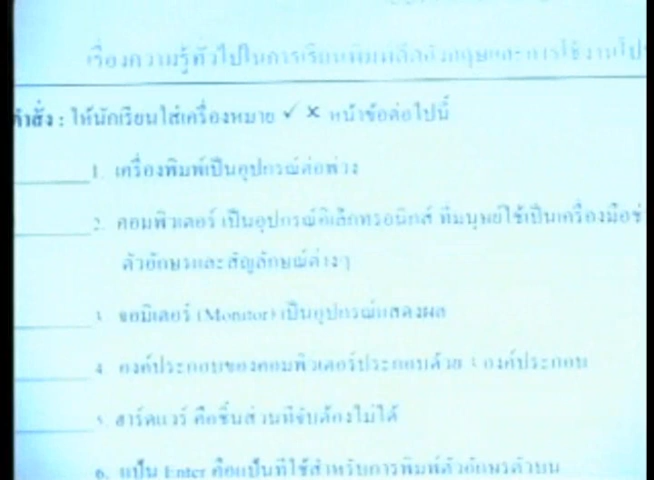 เรื่องความรู้ทั่วไปในการเรียนพิมพ์ดีดอังกฤษและการใช้งานโป
คำสั่ง : ให้นักเรียนใส่เครื่องหมาย ✓ ✕ หน้าข้อต่อไปนี้
1. เครื่องพิมพ์เป็นอุปกรณ์ต่อพ่วง
2. คอมพิวเตอร์ เป็นอุปกรณ์อิเล็กทรอนิกส์ ที่มนุษย์ใช้เป็นเครื่องมือช่
ตัวอักษรและสัญลักษณ์ต่างๆ
3. จอมิเตอร์ (Monitor) เป็นอุปกรณ์แสดงผล
4. องค์ประกอบของคอมพิวเตอร์ประกอบด้วย องค์ประกอบ
5. ฮาร์ดแวร์ คือชิ้นส่วนที่จับต้องไม่ได้
6. แป้น Enter คือแป้นที่ใช้สำหรับการพิมพ์ตัวอักษรตัวบน